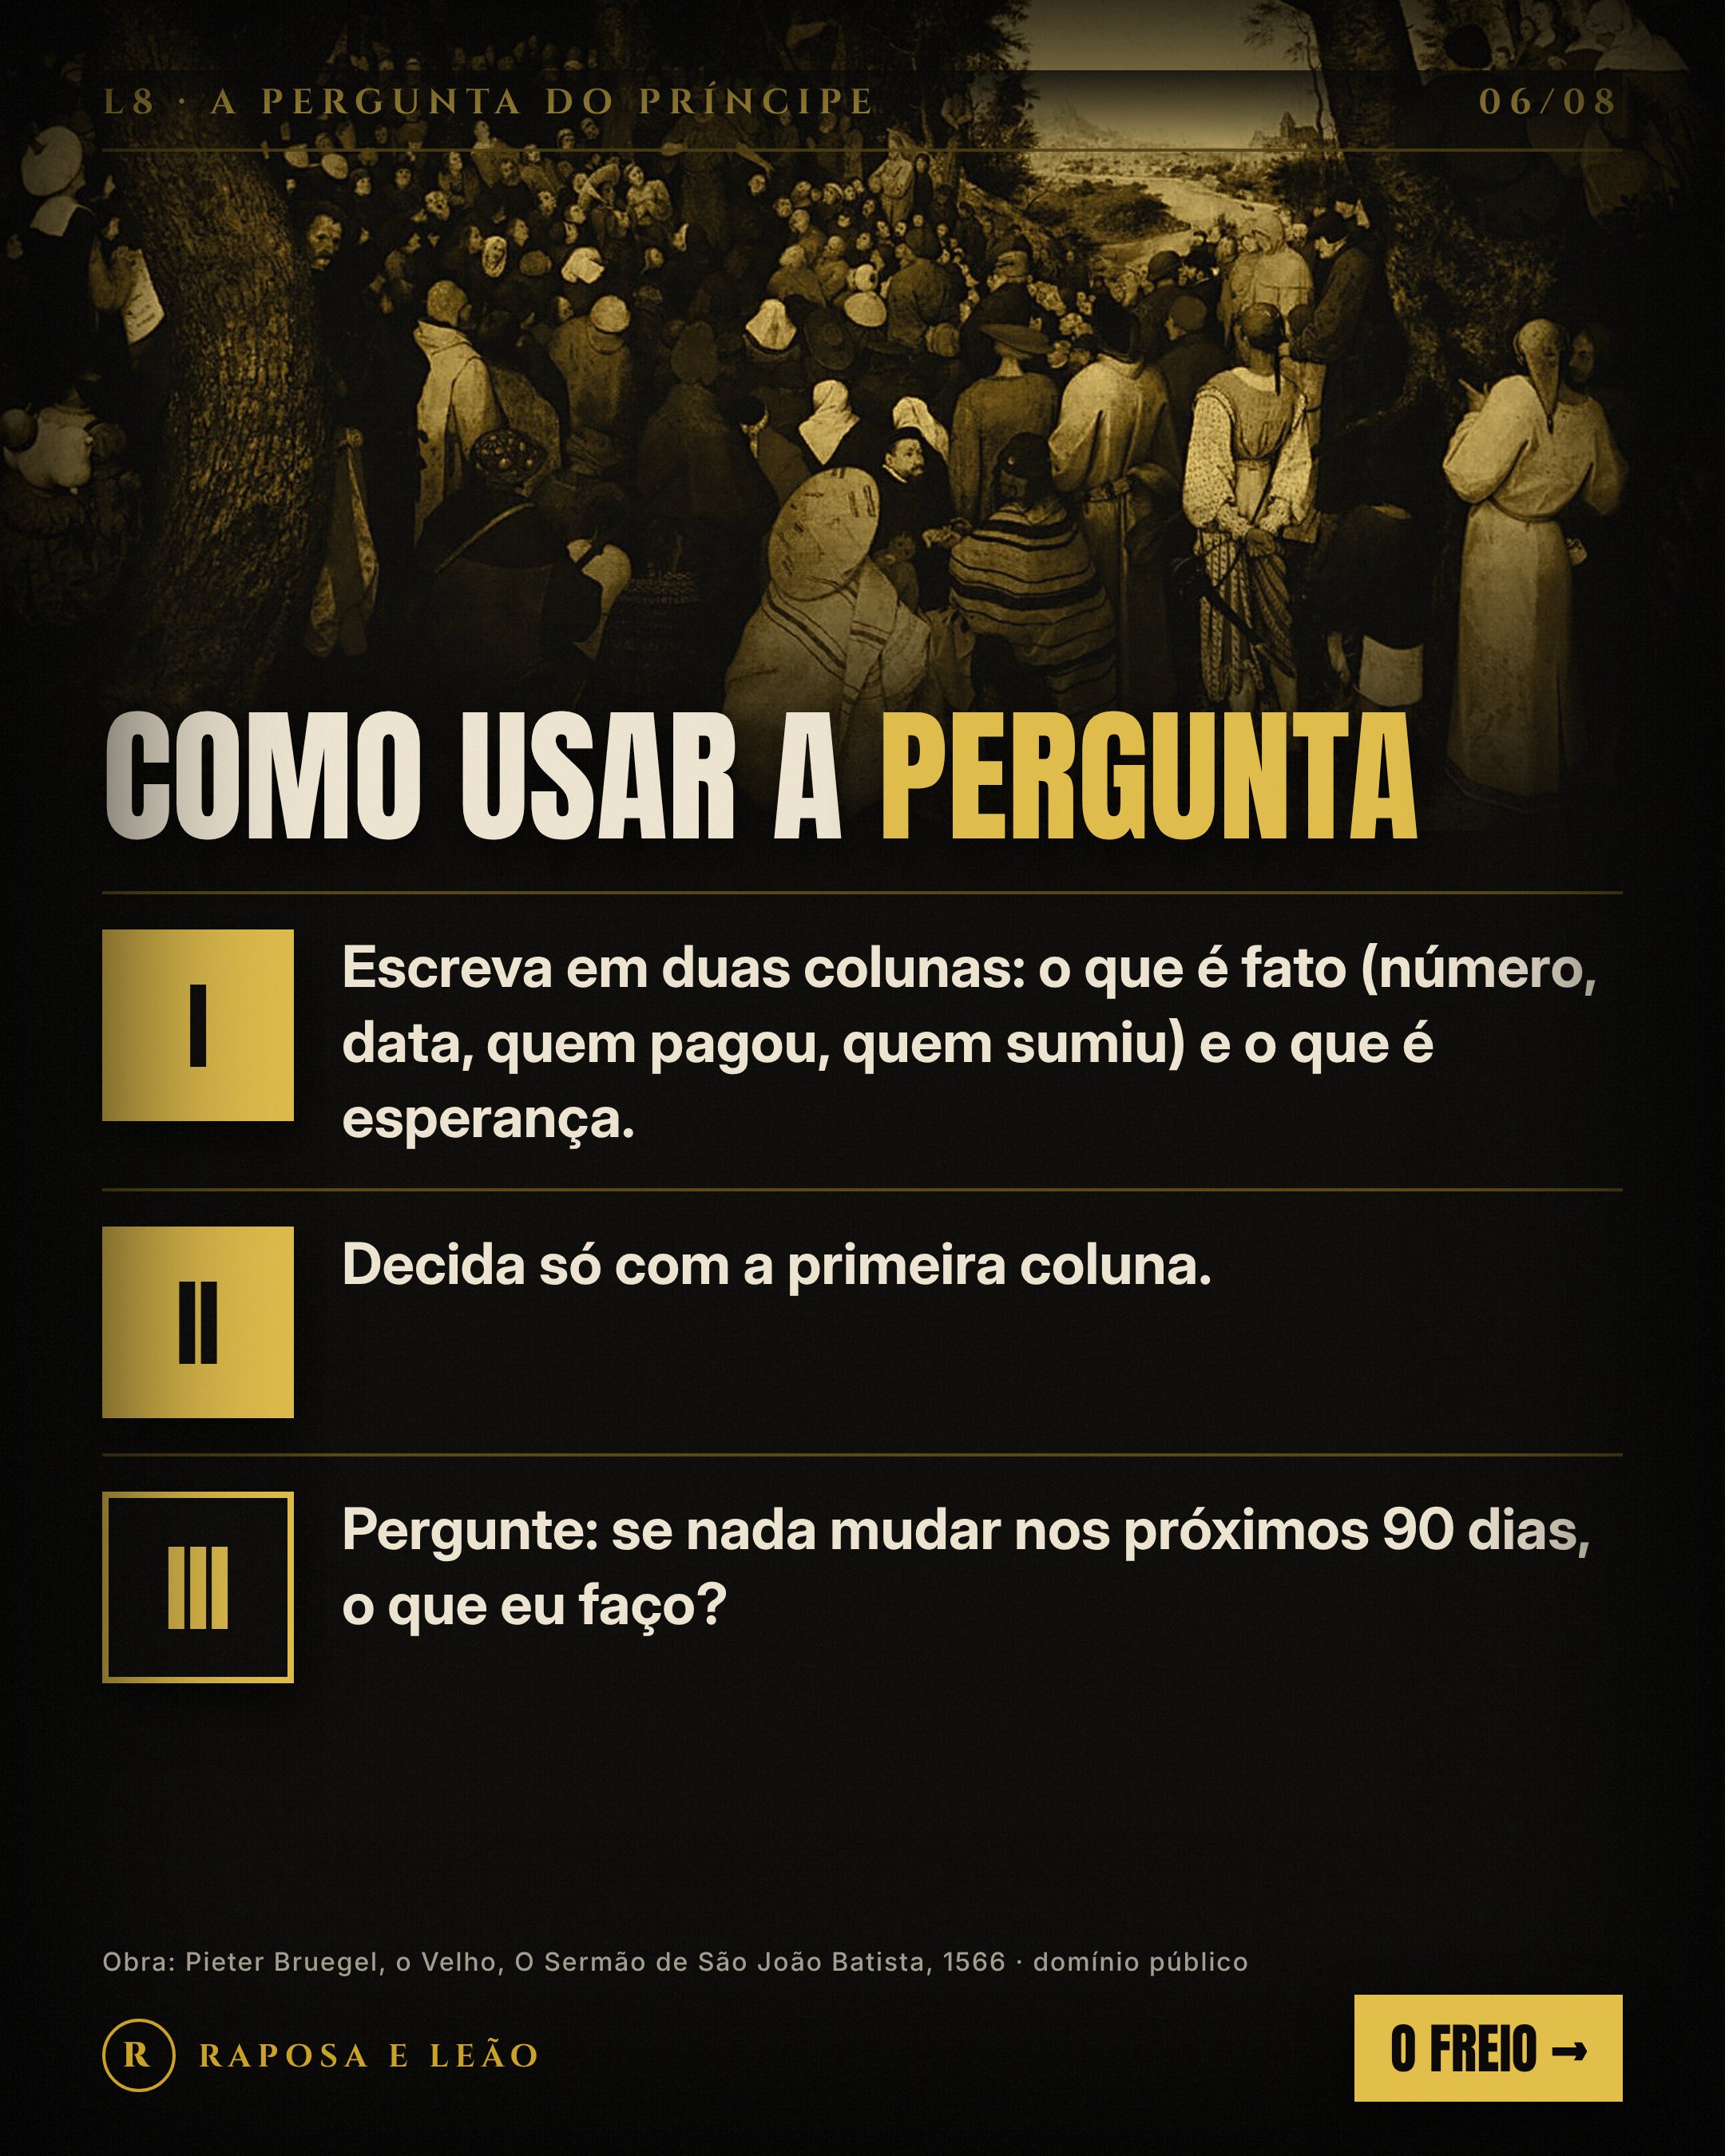 L8 · A PERGUNTA DO PRÍNCIPE
06/08
COMO USAR A PERGUNTA
I
Escreva em duas colunas: o que é fato (número,
data, quem pagou, quem sumiu) e o que é
esperança.
II
Decida só com a primeira coluna.
III
Pergunte: se nada mudar nos próximos 90 dias,
o que eu faço?
Obra: Pieter Bruegel, o Velho, O Sermão de São João Batista, 1566 · domínio público
R RAPOSA E LEÃO
O FREIO →